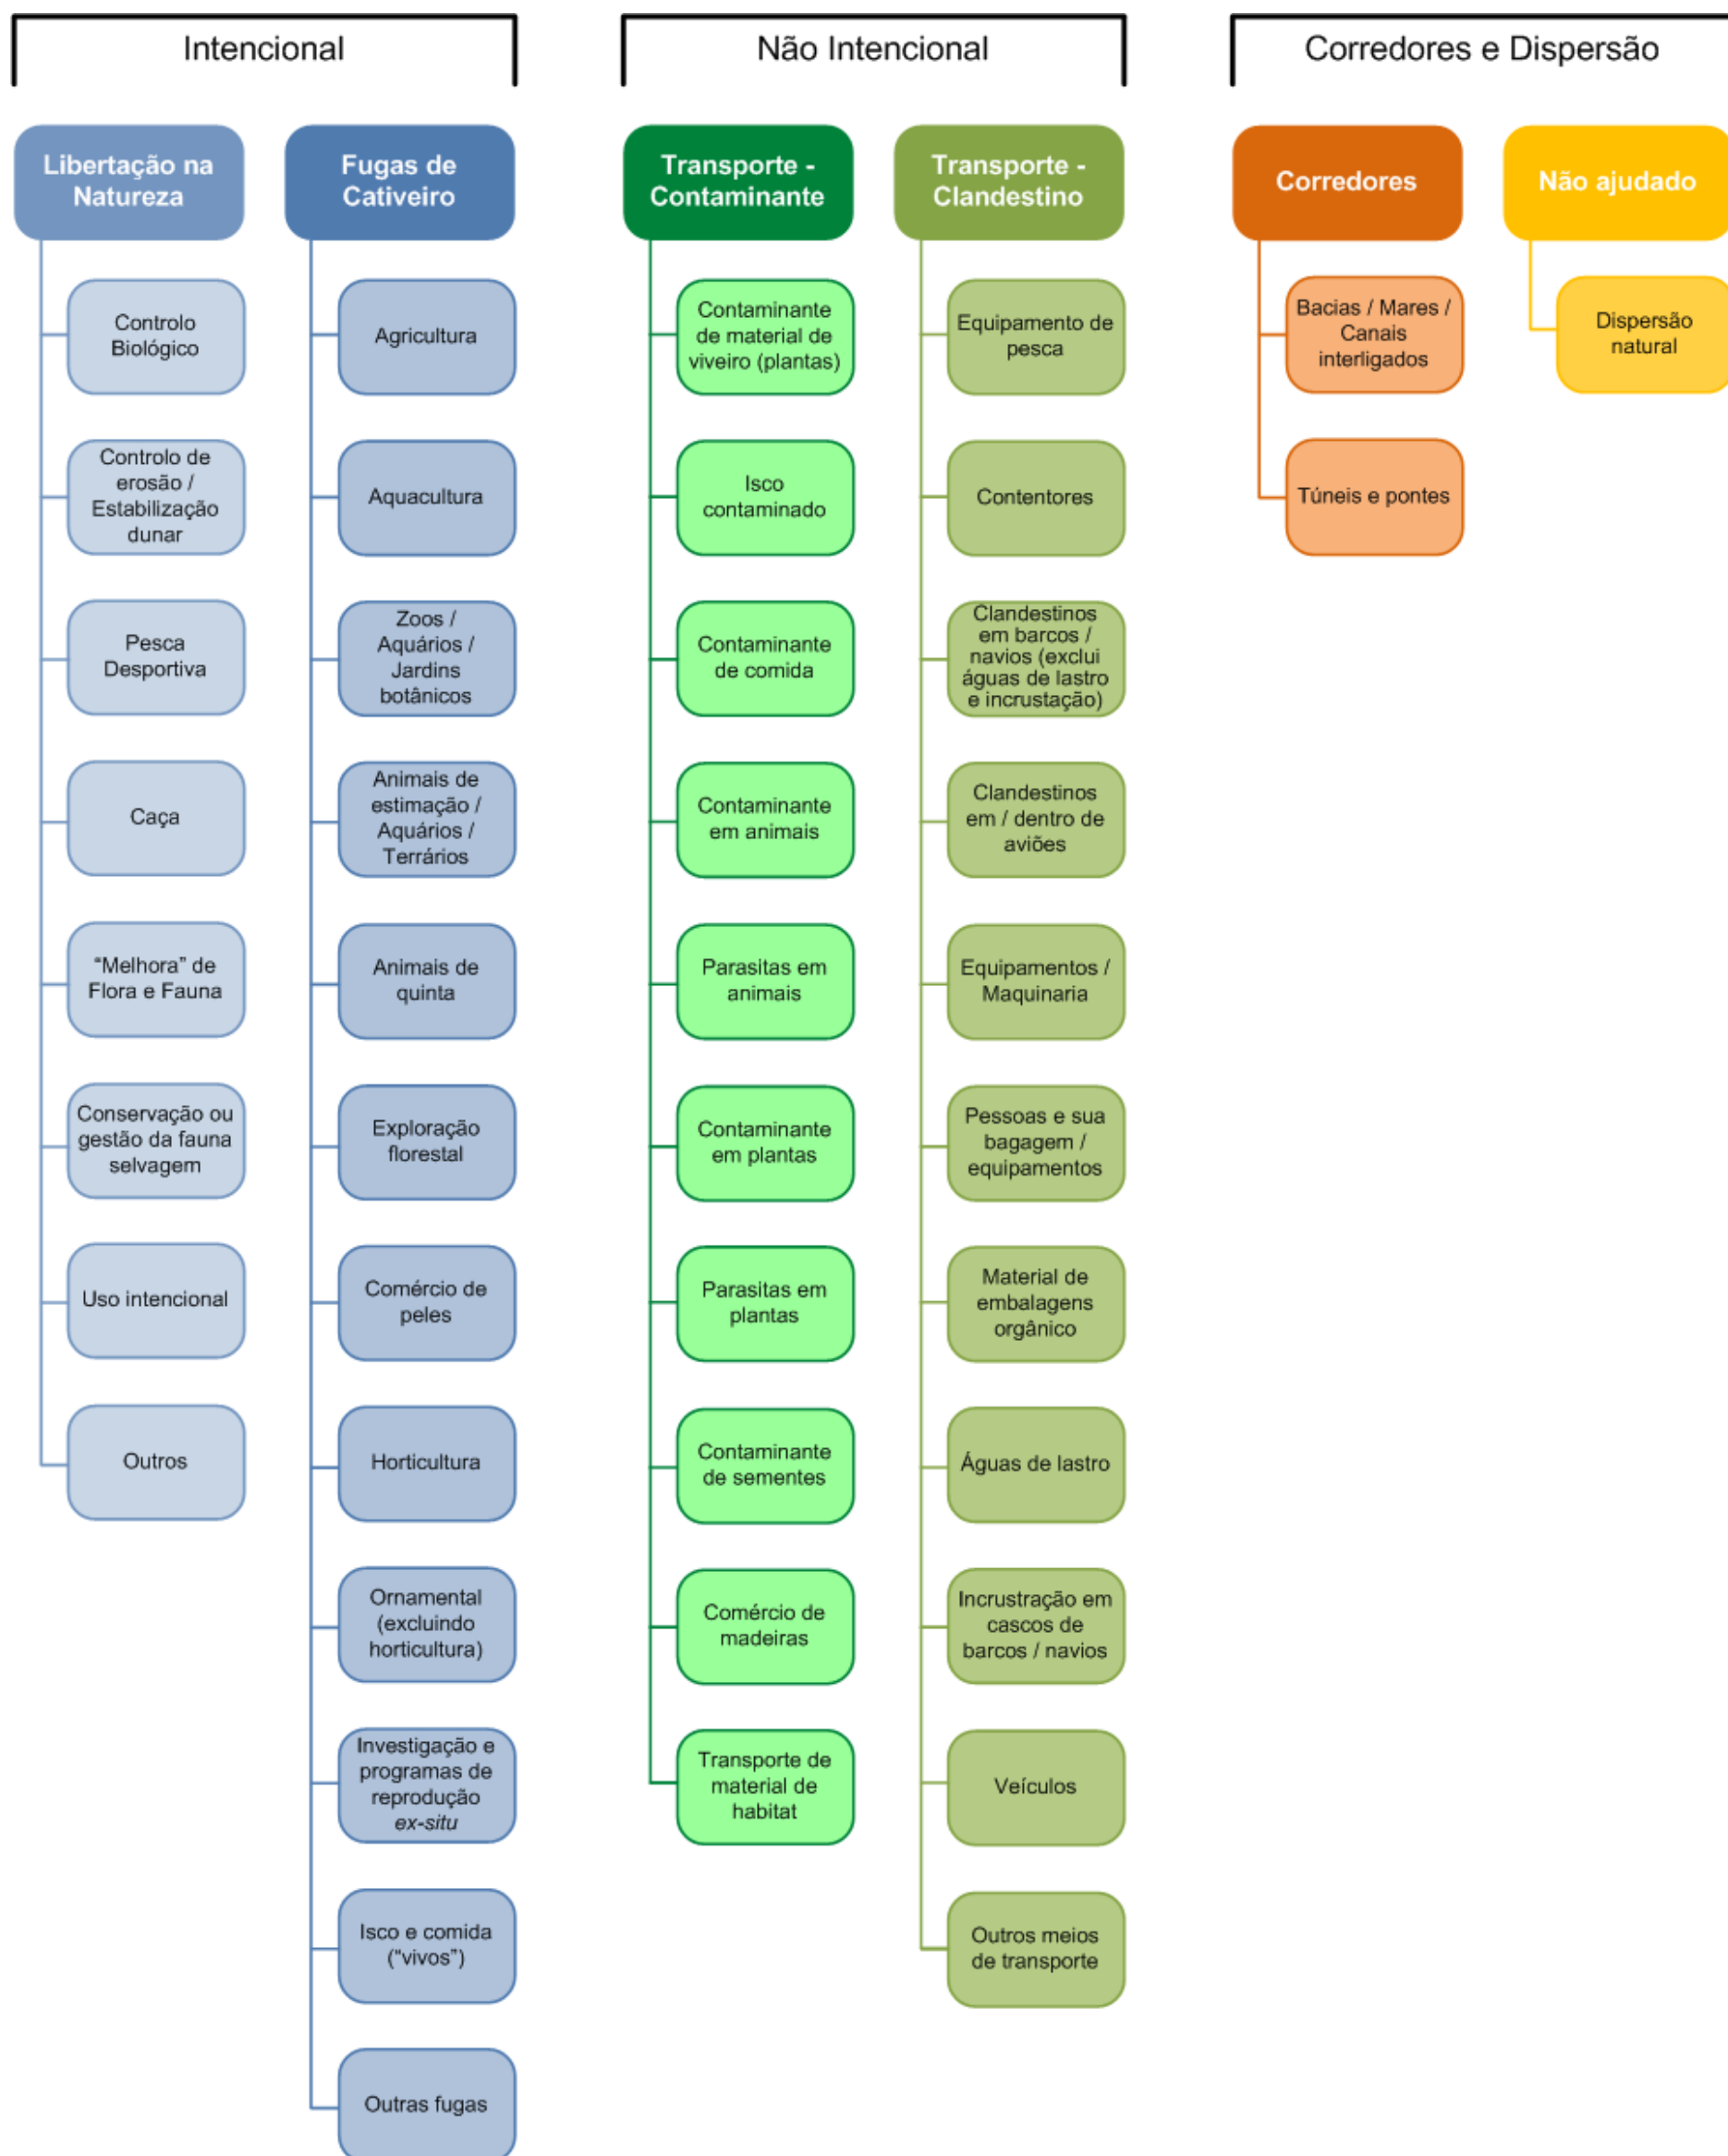 Intencional
Libertação na
Natureza
Controlo
Biológico
Controlo de
erosão /
Estabilização
dunar
Pesca
Desportiva
Caça
“Melhora” de
Flora e Fauna
Conservação ou
gestão da fauna
selvagem
Uso intencional
Outros
Fugas de
Cativeiro
Agricultura
Aquacultura
Zoos /
Aquários /
Jardins
botânicos
Animais de
estimação /
Aquários /
Terrários
Animais de
quinta
Exploração
florestal
Comércio de
peles
Horticultura
Ornamental
(excluindo
horticultura)
Investigação e
programas de
reprodução
ex-situ
Isco e comida
(“vivos”)
Outras fugas
Não Intencional
Transporte -
Contaminante
Contaminante
de material de
viveiro (plantas)
Isco
contaminado
Contaminante
de comida
Contaminante
em animais
Parasitas em
animais
Contaminante
em plantas
Parasitas em
plantas
Contaminante
de sementes
Comércio de
madeiras
Transporte de
material de
habitat
Transporte -
Clandestino
Equipamento de
pesca
Contentores
Clandestinos
em barcos /
navios (exclui
águas de lastro
e incrustação)
Clandestinos
em / dentro de
aviões
Equipamentos /
Maquinaria
Pessoas e sua
bagagem /
equipamentos
Material de
embalagens
orgânico
Águas de lastro
Incrustração em
cascos de
barcos / navios
Veículos
Outros meios
de transporte
Corredores e Dispersão
Corredores
Bacias / Mares /
Canais
interligados
Túneis e pontes
Não ajudado
Dispersão
natural